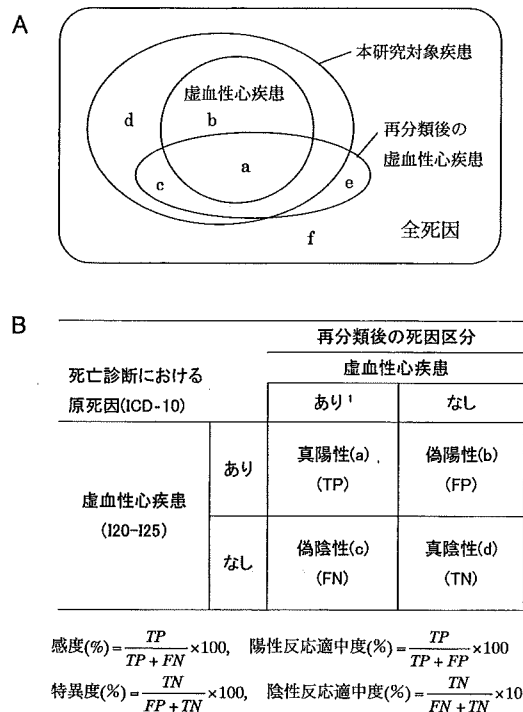 A
本研究対象疾患
虚血性心疾患
d
b
再分類後の
虚血性心疾患
a
c
e
f
全死因
B
再分類後の死因区分
死亡診断における
原死因(ICD-10)
虚血性心疾患
あり¹
なし
虚血性心疾患
(I20-I25)
あり
真陽性(a)
(TP)
偽陽性(b)
(FP)
なし
偽陰性(c)
(FN)
真陰性(d)
(TN)
感度(%)=TP/(TP+FN)×100, 陽性反応適中度(%)=TP/(TP+FP)×100
特異度(%)=TN/(FP+TN)×100, 陰性反応適中度(%)=TN/(FN+TN)×10